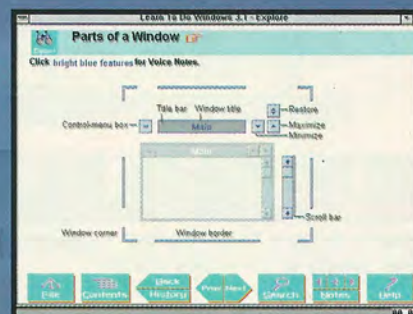 Learn To Do Windows 3.1 - Explore
Parts of a Window
Click bright blue features for Voice Notes.
Title bar Window title
Restore
Control-menu box
Main
Maximize
Minimize
Main
Scroll bar
Window corner
Window border
Contents
Back
History
Prev Next
Search
Notes
Help